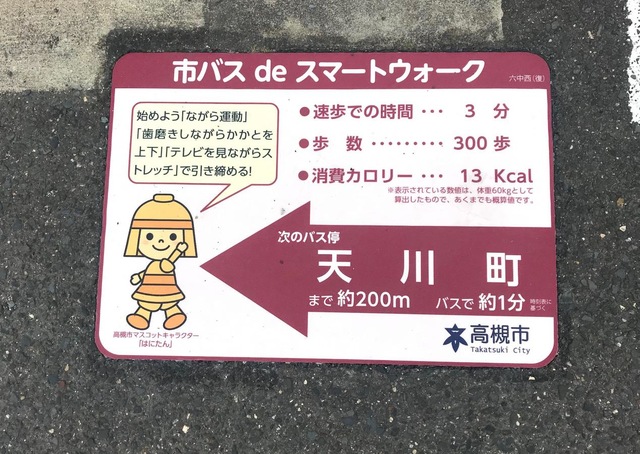 市バス de スマートウォーク
六中西(復)
始めよう「ながら運動」
「歯磨きしながらかかとを
上下」「テレビを見ながらス
トレッチ」で引き締める!
●速歩での時間 ・・・ 3 分
●歩 数 ・・・・・・・・・ 300 歩
●消費カロリー ・・・ 13 Kcal
※表示されている数値は、体重60kgとして
算出したもので、あくまでも概算値です。
次のバス停
天 川 町
まで 約200m バスで 約1分 時刻表に
基づく
高槻市マスコットキャラクター
「はにたん」
高槻市
Takatsuki City